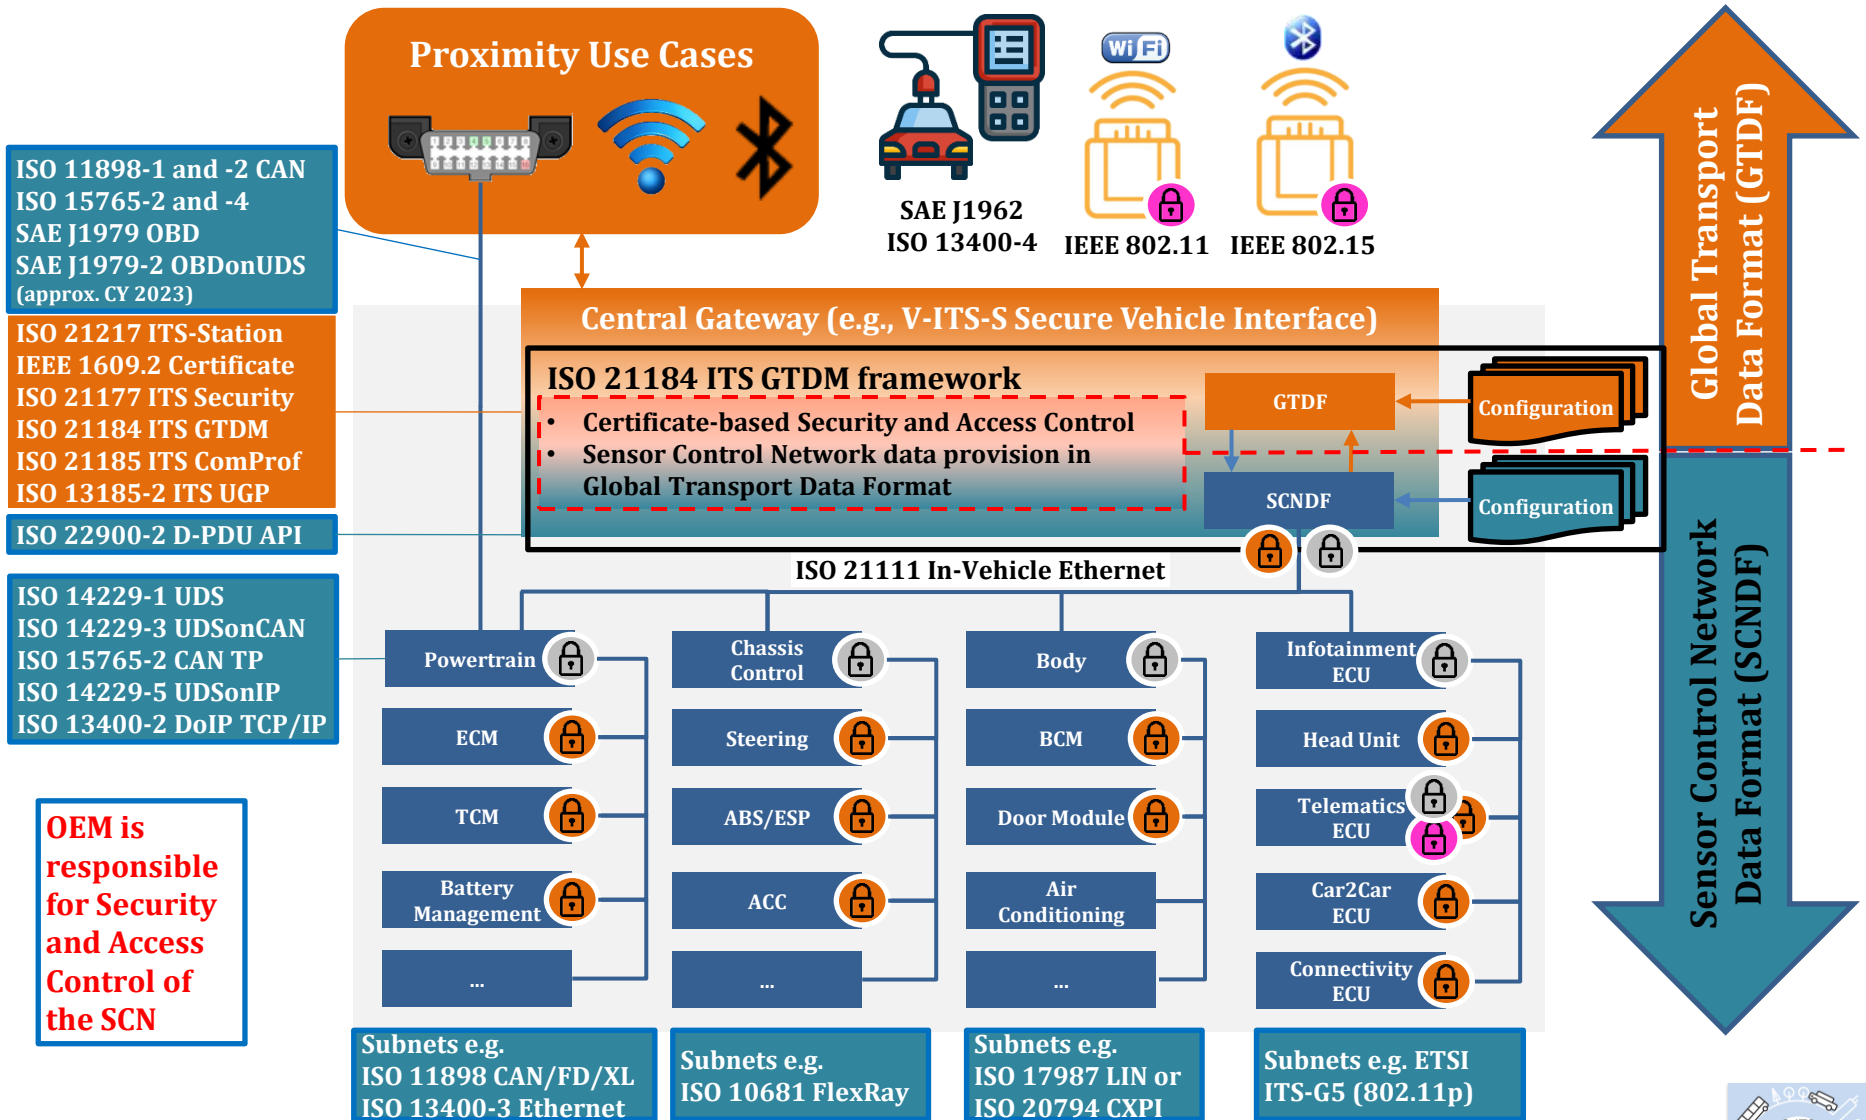 Proximity Use Cases
WiFi
SAE J1962
ISO 13400-4
IEEE 802.11
IEEE 802.15
Global Transport
Data Format (GTDF)
ISO 11898-1 and -2 CAN
ISO 15765-2 and -4
SAE J1979 OBD
SAE J1979-2 OBDonUDS
(approx. CY 2023)
ISO 21217 ITS-Station
IEEE 1609.2 Certificate
ISO 21177 ITS Security
ISO 21184 ITS GTDM
ISO 21185 ITS ComProf
ISO 13185-2 ITS UGP
ISO 22900-2 D-PDU API
ISO 14229-1 UDS
ISO 14229-3 UDSonCAN
ISO 15765-2 CAN TP
ISO 14229-5 UDSonIP
ISO 13400-2 DoIP TCP/IP
OEM is
responsible
for Security
and Access
Control of
the SCN
Central Gateway (e.g., V-ITS-S Secure Vehicle Interface)
ISO 21184 ITS GTDM framework
• Certificate-based Security and Access Control
• Sensor Control Network data provision in
Global Transport Data Format
GTDF
SCNDF
Configuration
Configuration
ISO 21111 In-Vehicle Ethernet
Powertrain
ECM
TCM
Battery
Management
...
Chassis
Control
Steering
ABS/ESP
ACC
...
Body
BCM
Door Module
Air
Conditioning
...
Infotainment
ECU
Head Unit
Telematics
ECU
Car2Car
ECU
Connectivity
ECU
Sensor Control Network
Data Format (SCNDF)
Subnets e.g.
ISO 11898 CAN/FD/XL
ISO 13400-3 Ethernet
Subnets e.g.
ISO 10681 FlexRay
Subnets e.g.
ISO 17987 LIN or
ISO 20794 CXPI
Subnets e.g. ETSI
ITS-G5 (802.11p)